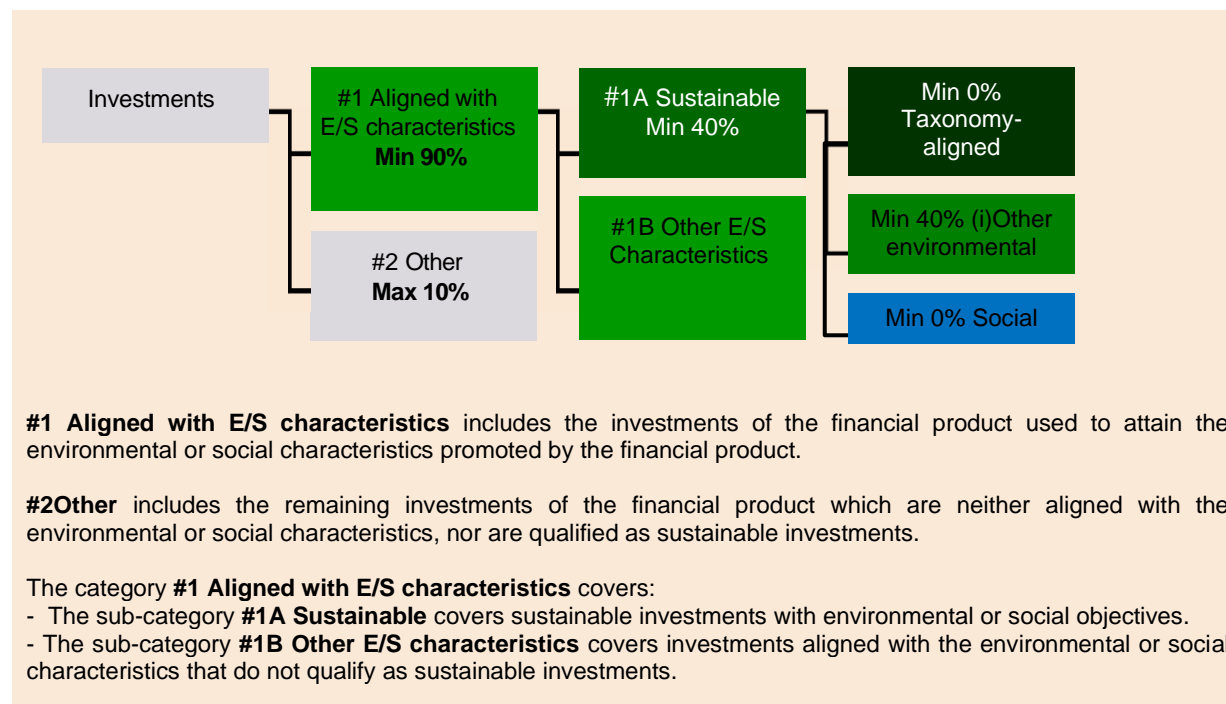 Investments
#1 Aligned with
E/S characteristics
Min 90%
#2 Other
Max 10%
#1A Sustainable
Min 40%
#1B Other E/S
Characteristics
Min 0%
Taxonomy-
aligned
Min 40% (i)Other
environmental
Min 0% Social
#1 Aligned with E/S characteristics includes the investments of the financial product used to attain the
environmental or social characteristics promoted by the financial product.
#2Other includes the remaining investments of the financial product which are neither aligned with the
environmental or social characteristics, nor are qualified as sustainable investments.
The category #1 Aligned with E/S characteristics covers:
- The sub-category #1A Sustainable covers sustainable investments with environmental or social objectives.
- The sub-category #1B Other E/S characteristics covers investments aligned with the environmental or social
characteristics that do not qualify as sustainable investments.